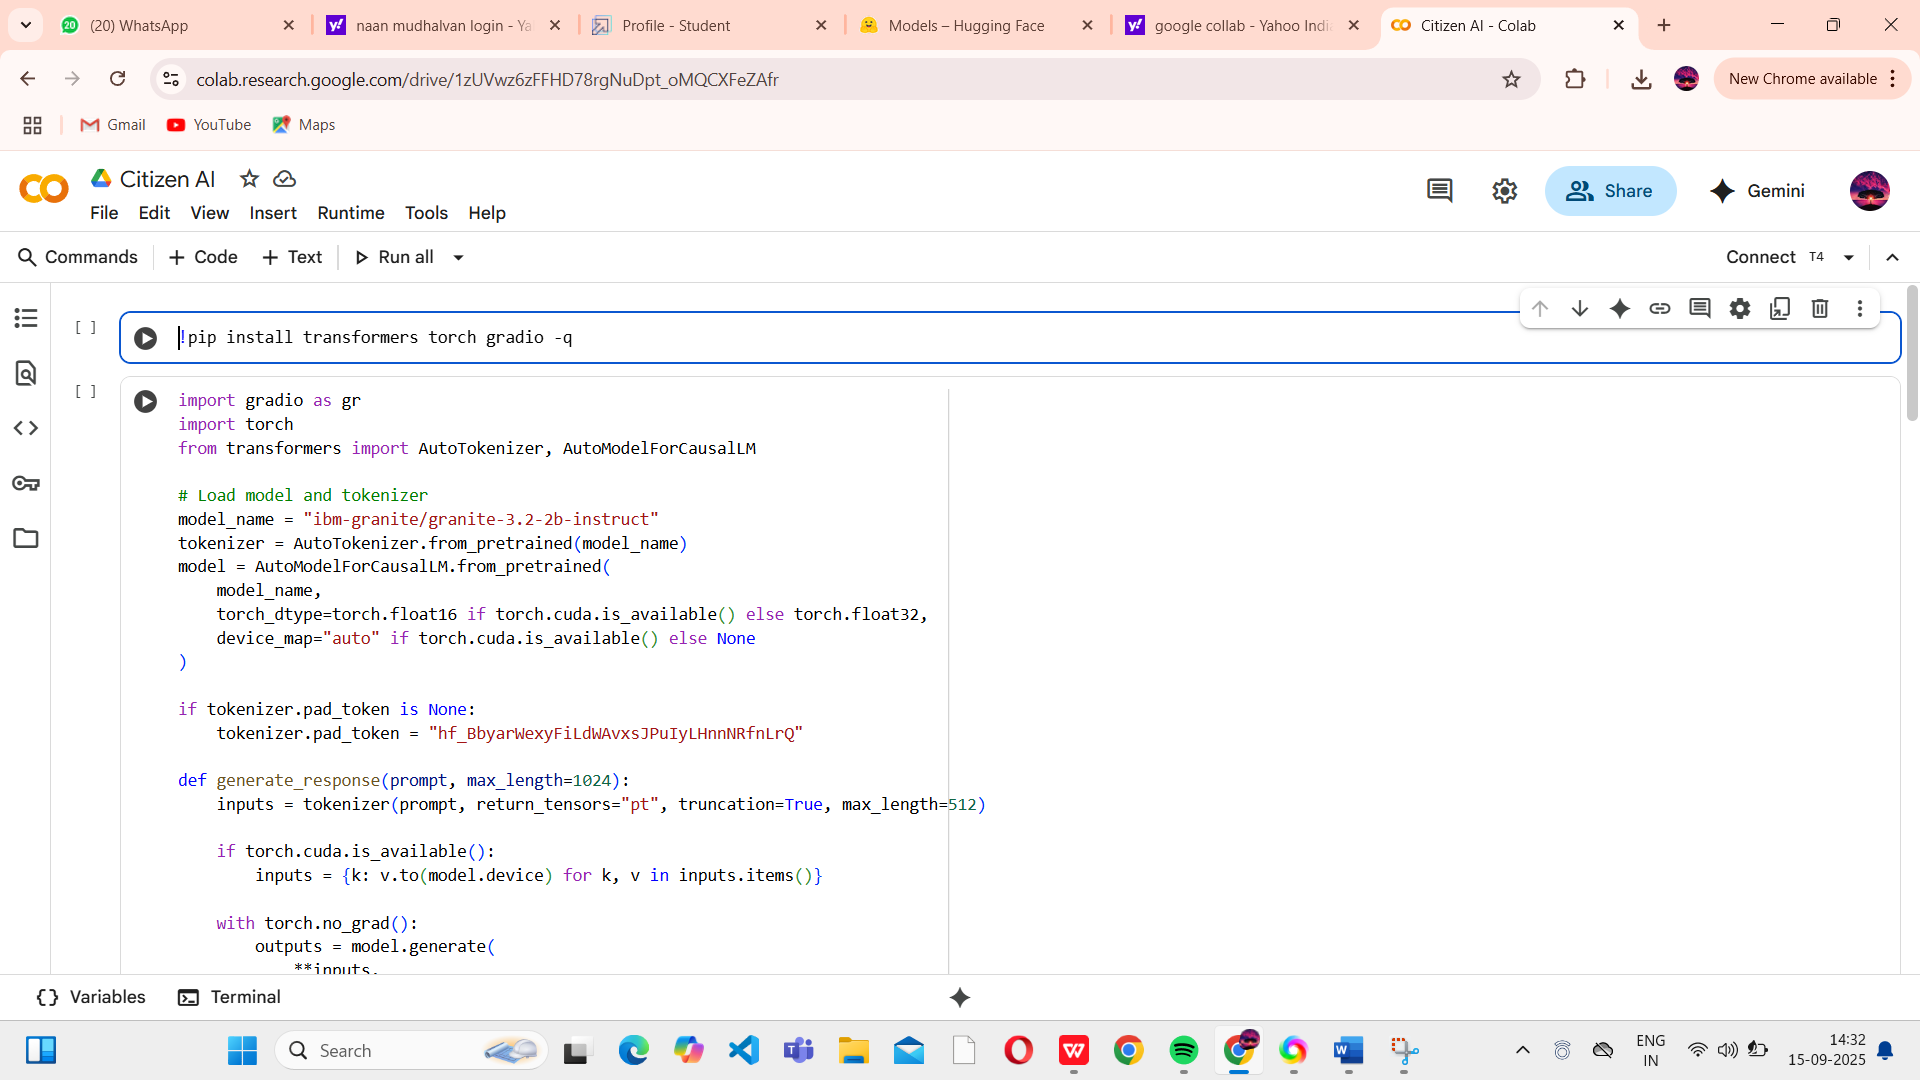 20 (20) WhatsApp
naan mudhalvan login - Ya
Profile - Student
Models – Hugging Face
google collab - Yahoo India
Citizen AI - Colab
colab.research.google.com/drive/1zUVwz6zFFHD78rgNuDpt_oMQCXFeZAfr
New Chrome available
Gmail
YouTube
Maps
Citizen AI
File Edit View Insert Runtime Tools Help
Share
Gemini
Commands
+ Code + Text
Run all
Connect T4
[ ] !pip install transformers torch gradio -q
[ ] import gradio as gr
import torch
from transformers import AutoTokenizer, AutoModelForCausalLM
# Load model and tokenizer
model_name = "ibm-granite/granite-3.2-2b-instruct"
tokenizer = AutoTokenizer.from_pretrained(model_name)
model = AutoModelForCausalLM.from_pretrained(
    model_name,
    torch_dtype=torch.float16 if torch.cuda.is_available() else torch.float32,
    device_map="auto" if torch.cuda.is_available() else None
)
if tokenizer.pad_token is None:
    tokenizer.pad_token = "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"
def generate_response(prompt, max_length=1024):
    inputs = tokenizer(prompt, return_tensors="pt", truncation=True, max_length=512)
    if torch.cuda.is_available():
        inputs = {k: v.to(model.device) for k, v in inputs.items()}
    with torch.no_grad():
        outputs = model.generate(
            **inputs,
Variables
Terminal
Search
ENG
IN
14:32
15-09-2025